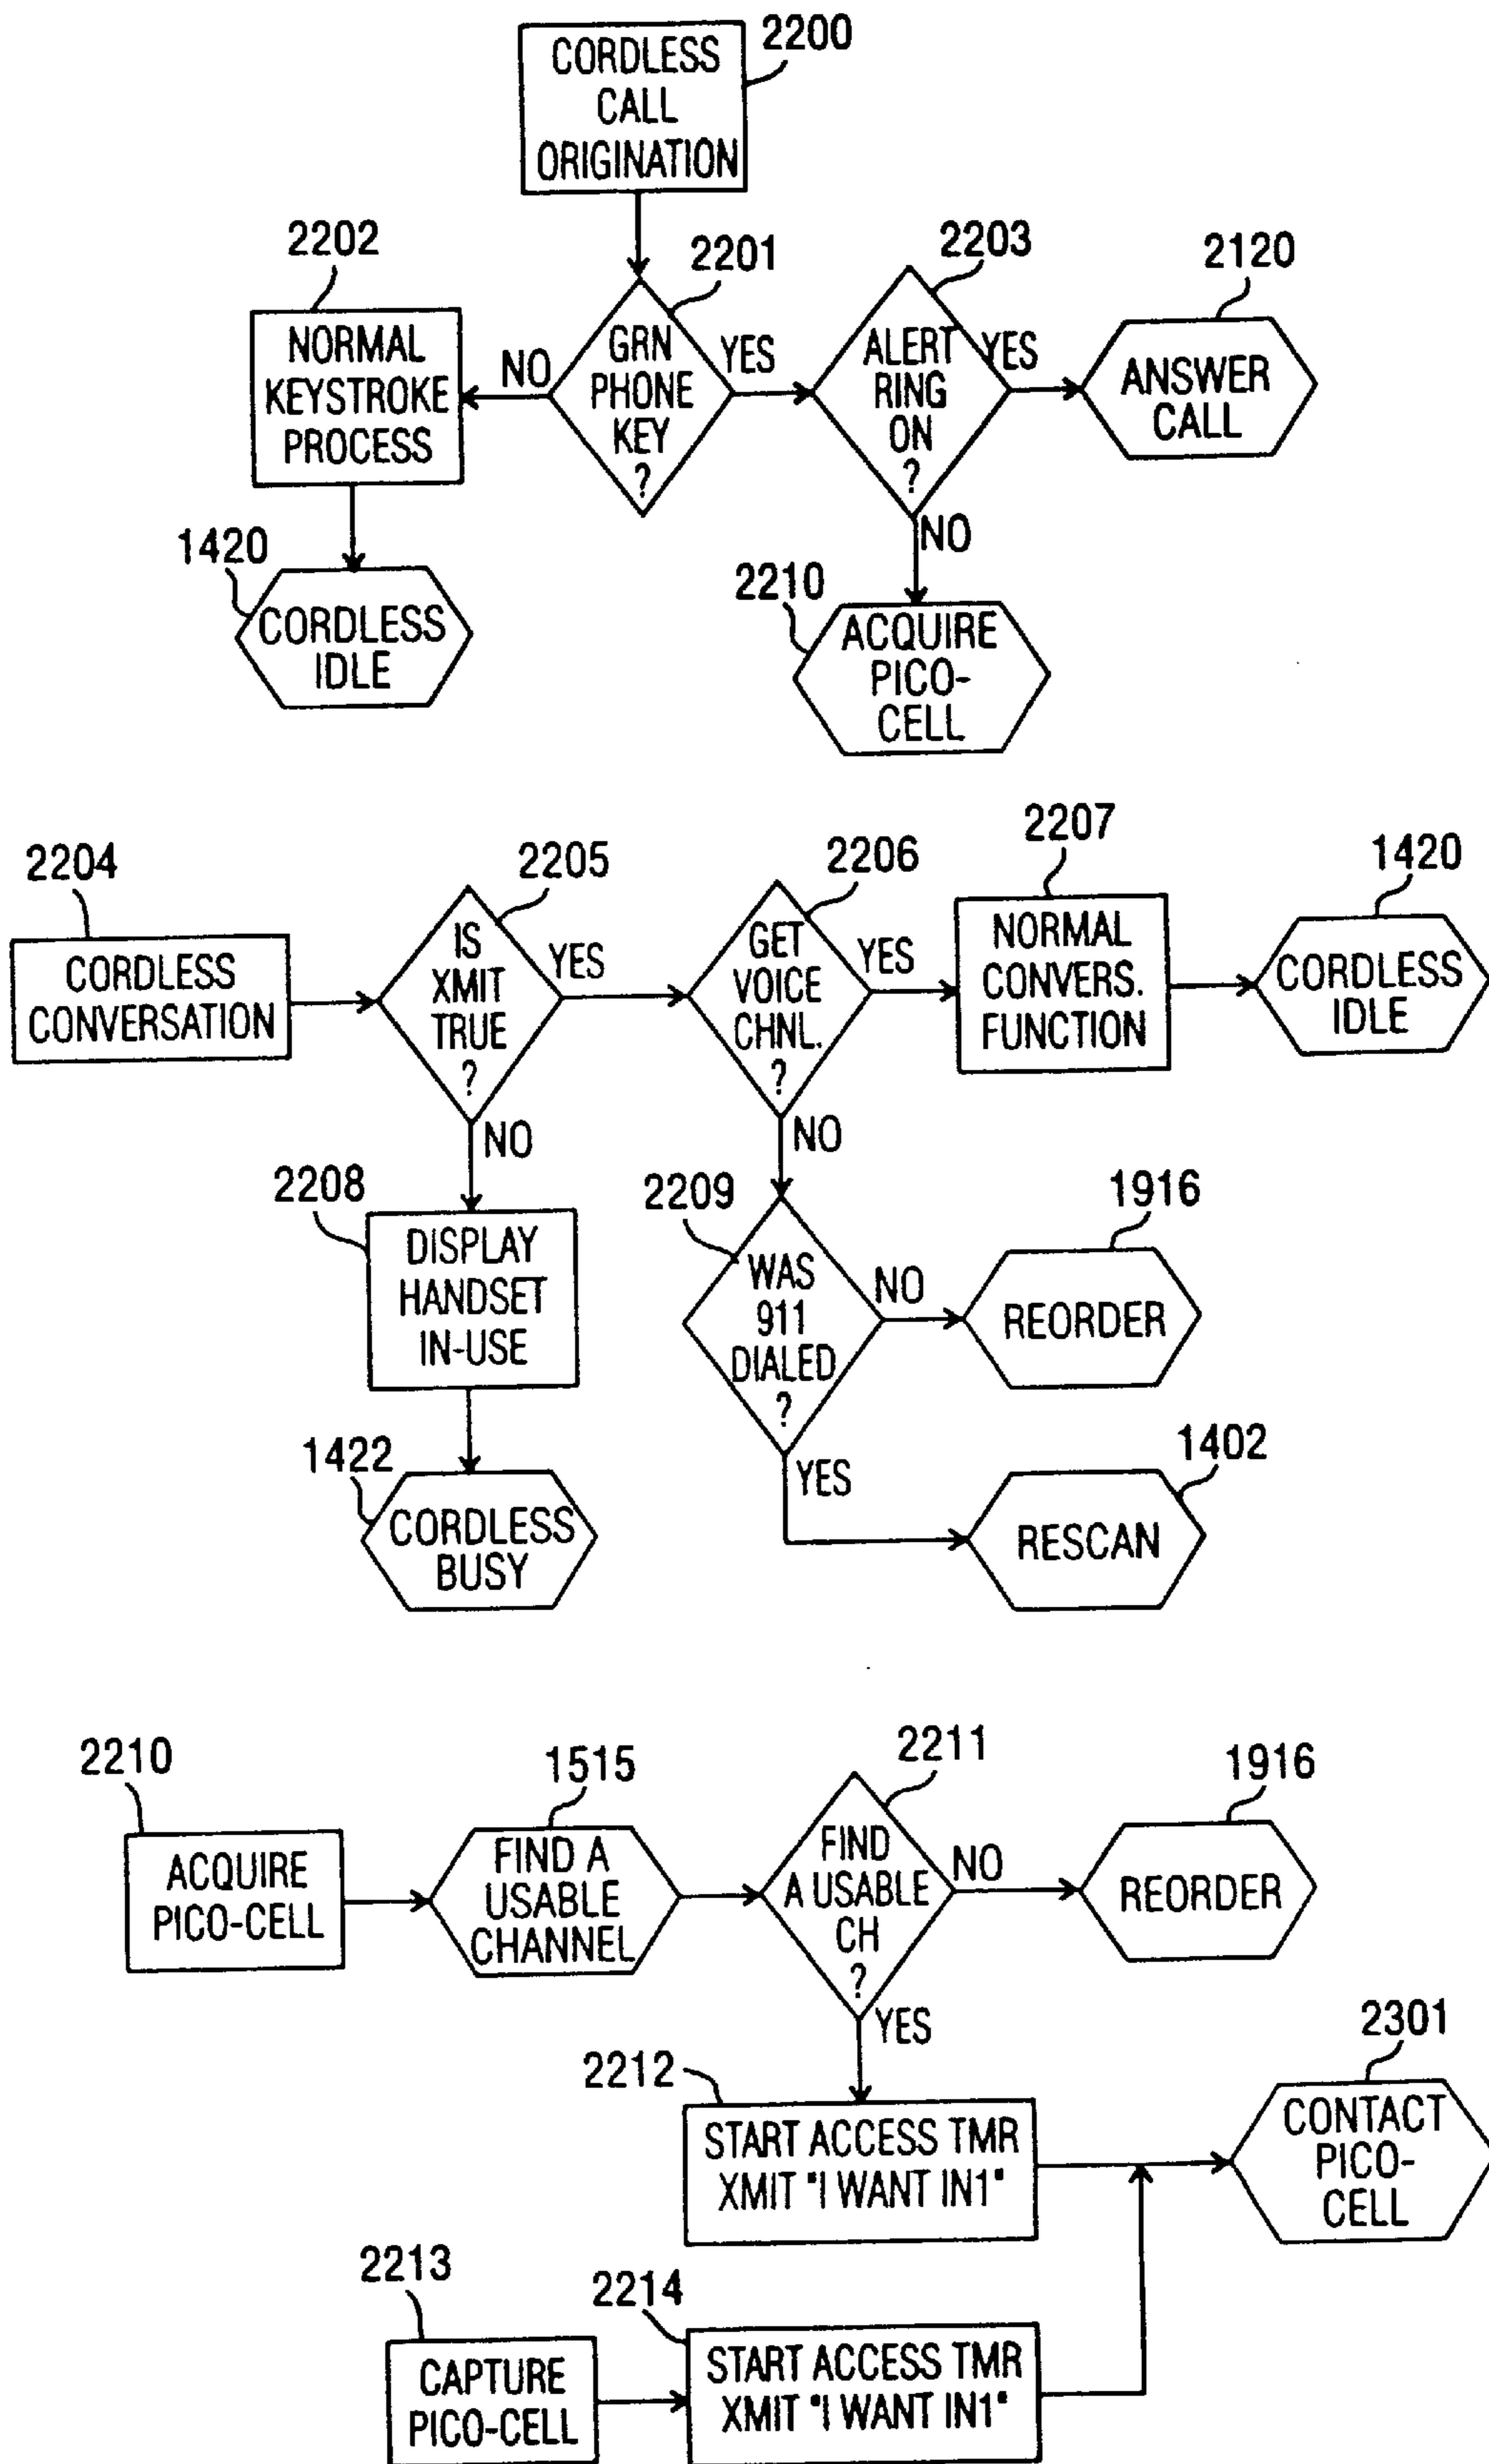 2200
CORDLESS
CALL
ORIGINATION
2202
2201
2203
2120
NORMAL
KEYSTROKE
PROCESS
NO
GRN
PHONE
KEY
?
YES
ALERT
RING
ON
?
YES
ANSWER
CALL
NO
1420
CORDLESS
IDLE
2210
ACQUIRE
PICO-
CELL
2204
2205
2206
2207
1420
CORDLESS
CONVERSATION
IS
XMIT
TRUE
?
YES
GET
VOICE
CHNL.
?
YES
NORMAL
CONVERS.
FUNCTION
CORDLESS
IDLE
NO
NO
2208
2209
1916
DISPLAY
HANDSET
IN-USE
WAS
911
DIALED
?
NO
REORDER
1422
YES
1402
CORDLESS
BUSY
RESCAN
2210
1515
2211
1916
ACQUIRE
PICO-CELL
FIND A
USABLE
CHANNEL
FIND
A USABLE
CH
?
NO
REORDER
YES
2301
2212
START ACCESS TMR
XMIT "I WANT IN1"
CONTACT
PICO-
CELL
2213
2214
CAPTURE
PICO-CELL
START ACCESS TMR
XMIT "I WANT IN1"